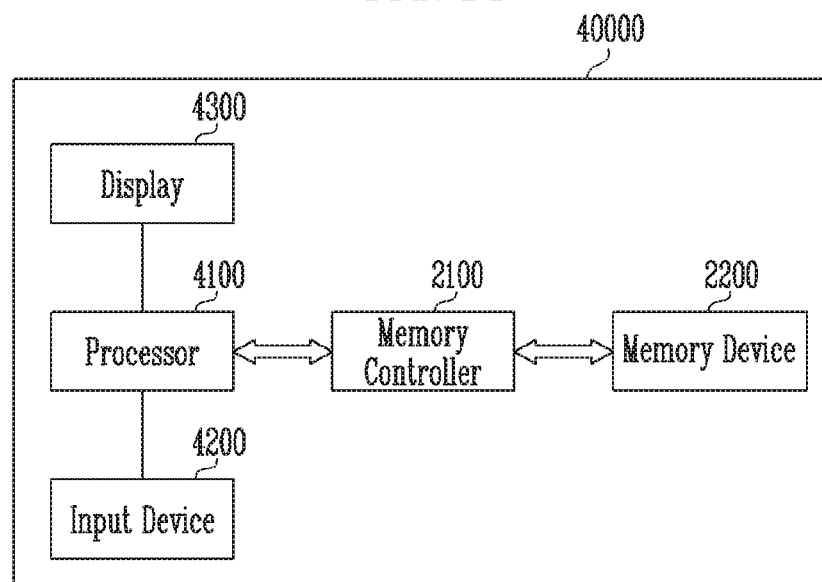 40000
4300
Display
4100
Processor
2100
Memory
Controller
2200
Memory Device
4200
Input Device